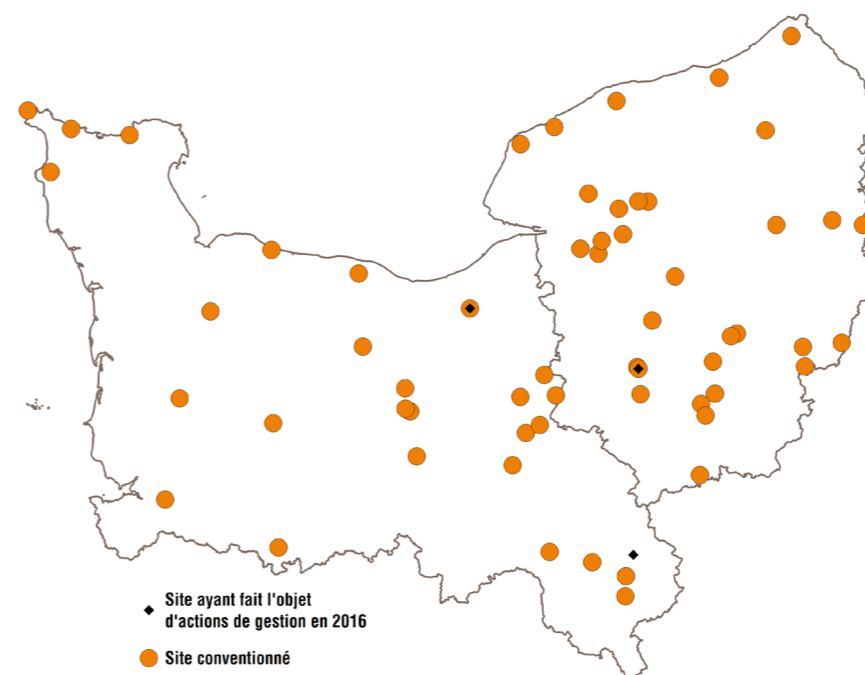 Site ayant fait l'objet
d'actions de gestion en 2016
Site conventionné